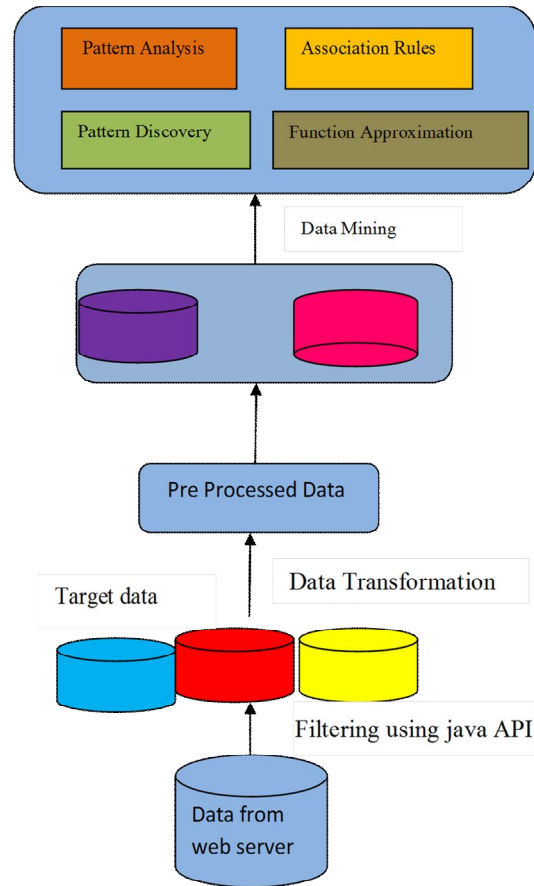 Pattern Analysis
Association Rules
Pattern Discovery
Function Approximation
Data Mining
Pre Processed Data
Target data
Data Transformation
Filtering using java API
Data from
web server